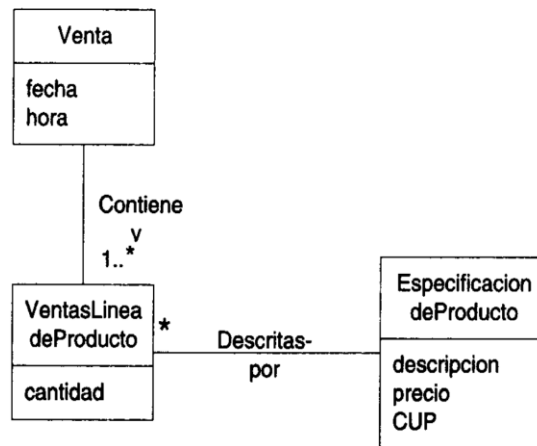 Venta
fecha
hora
Contiene
v
1..*
VentasLinea
deProducto
cantidad
*
Descritas-
por
Especificacion
deProducto
descripcion
precio
CUP